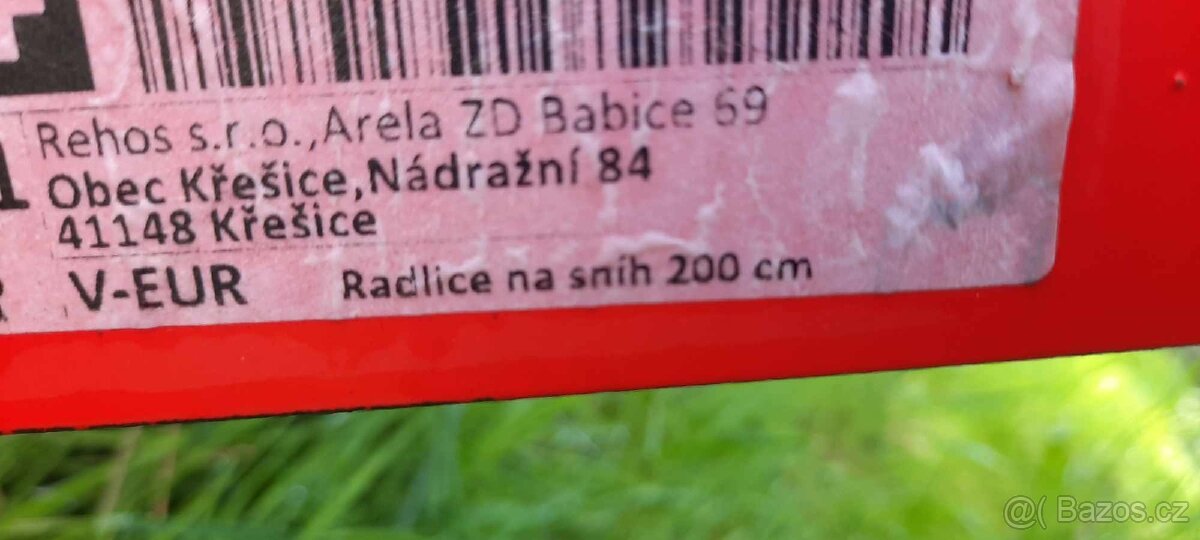 Rehos s.r.o.,Arela ZD Babice 69
Obec Křešice,Nádražní 84
41148 Křešice
V-EUR Radlice na sníh 200 cm
@( Bazos.cz